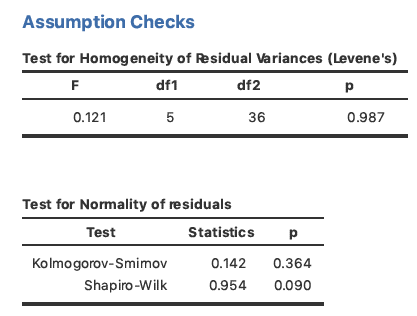 Assumption Checks
Test for Homogeneity of Residual Variances (Levene's)
F df1 df2 p
0.121 5 36 0.987
Test for Normality of residuals
Test Statistics p
Kolmogorov-Smirnov 0.142 0.364
Shapiro-Wilk 0.954 0.090